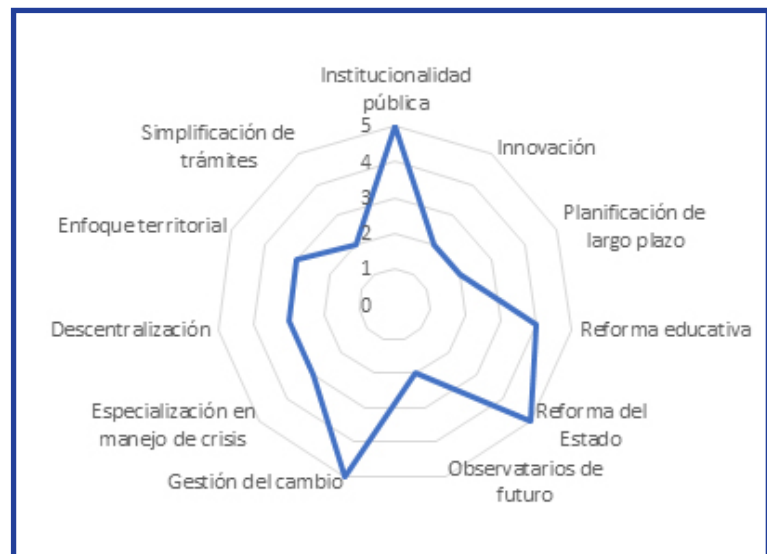 Institucionalidad
pública
Innovación
Planificación de
largo plazo
Reforma educativa
Reforma del
Estado
Observatarios de
futuro
Gestión del cambio
Especialización en
manejo de crisis
Descentralización
Enfoque territorial
Simplificación de
trámites
5
4
3
2
1
0